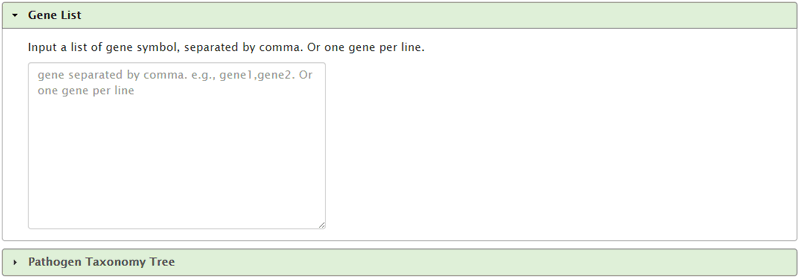 Gene List
Input a list of gene symbol, separated by comma. Or one gene per line.
gene separated by comma. e.g., gene1,gene2. Or
one gene per line
Pathogen Taxonomy Tree